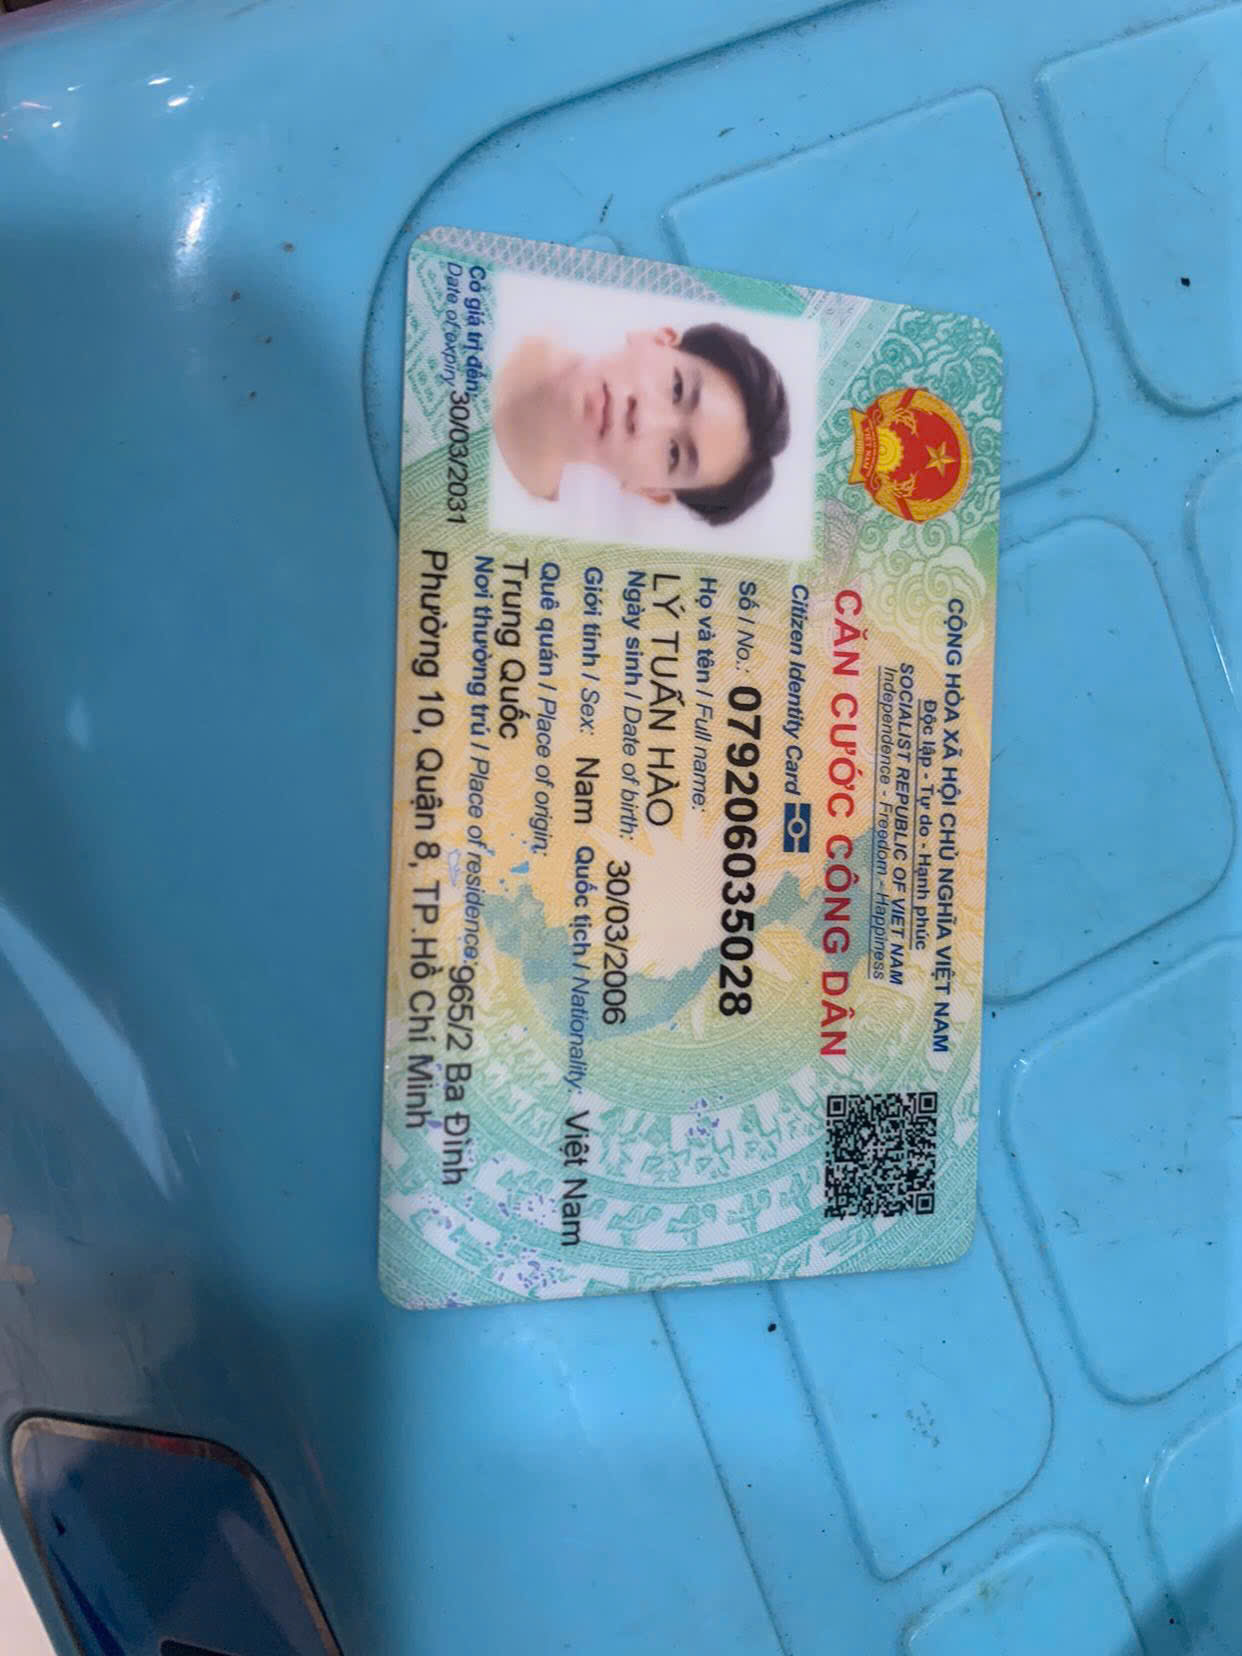 CỘNG HÒA XÃ HỘI CHỦ NGHĨA VIỆT NAM
Độc lập - Tự do - Hạnh phúc
SOCIALIST REPUBLIC OF VIET NAM
Independence - Freedom - Happiness
CĂN CƯỚC CÔNG DÂN
Citizen Identity Card
Số / No.: 079206035028
Họ và tên / Full name:
LÝ TUẤN HÀO
Ngày sinh / Date of birth: 30/03/2006
Giới tính / Sex: Nam Quốc tịch / Nationality: Việt Nam
Quê quán / Place of origin:
Trung Quốc
Nơi thường trú / Place of residence: 965/2 Ba Đình
Phường 10, Quận 8, TP.Hồ Chí Minh
Có giá trị đến: 30/03/2031
Date of expiry
VIỆT NAM